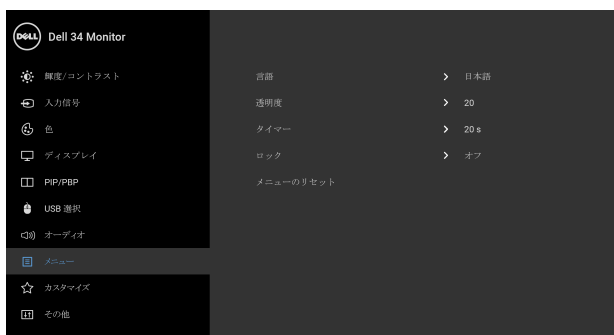 DELL Dell 34 Monitor
輝度/コントラスト
入力信号
色
ディスプレイ
PIP/PBP
USB 選択
オーディオ
メニュー
カスタマイズ
その他
言語 > 日本語
透明度 > 20
タイマー > 20 s
ロック > オフ
メニューのリセット